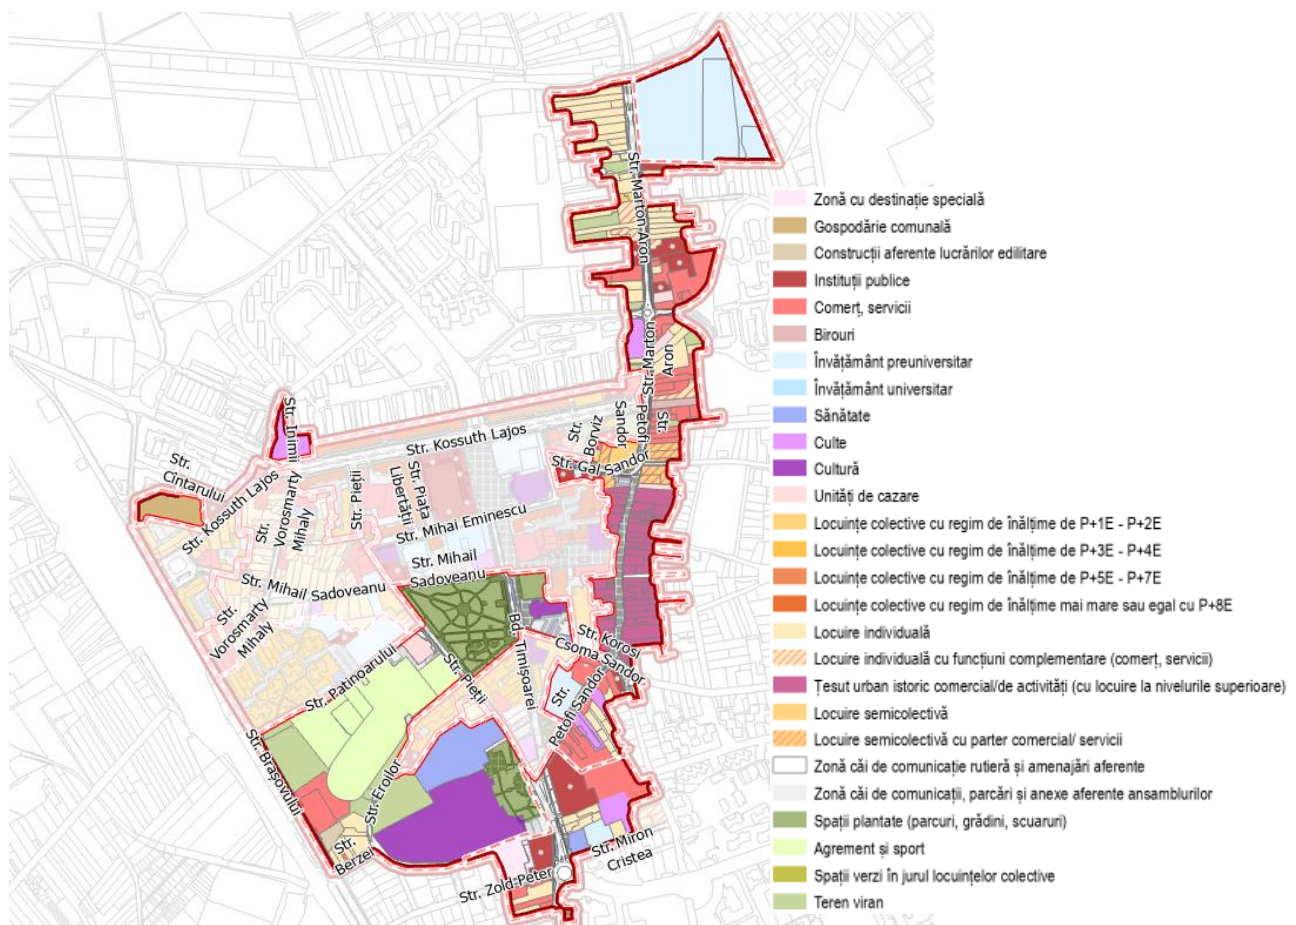 Str. Marton Aron
Str. Marton
Aron
Str. Inimii
Str.
Cîntarului
Str. Kossuth Lajos
Str. Kossuth Lajos
Str.
Borviz
Sandor
Petofi
Str.
Str. Gal Sandor
Str.
Vorosmarty
Mihaly
Str. Pieții
Str. Piața
Libertății
Str. Mihai Eminescu
Str. Mihail
Sadoveanu
Str. Mihail Sadoveanu
Str.
Vorosmarty
Mihaly
Str. Patinoarului
Str. Pieții
Bd. Timișoarei
Str. Korosi
Csoma Sandor
Str.
Petofi Sandor
Str. Brașovului
Str. Eroilor
Str.
Berzei
Str. Zold Peter
Str. Miron
Cristea
Zonă cu destinație specială
Gospodărie comunală
Construcții aferente lucrărilor edilitare
Instituții publice
Comerț, servicii
Birouri
Învățământ preuniversitar
Învățământ universitar
Sănătate
Culte
Cultură
Unități de cazare
Locuințe colective cu regim de înălțime de P+1E - P+2E
Locuințe colective cu regim de înălțime de P+3E - P+4E
Locuințe colective cu regim de înălțime de P+5E - P+7E
Locuințe colective cu regim de înălțime mai mare sau egal cu P+8E
Locuire individuală
Locuire individuală cu funcțiuni complementare (comerț, servicii)
Țesut urban istoric comercial/de activități (cu locuire la nivelurile superioare)
Locuire semicolectivă
Locuire semicolectivă cu parter comercial/ servicii
Zonă căi de comunicație rutieră și amenajări aferente
Zonă căi de comunicații, parcări și anexe aferente ansamblurilor
Spații plantate (parcuri, grădini, scuaruri)
Agrement și sport
Spații verzi în jurul locuințelor colective
Teren viran